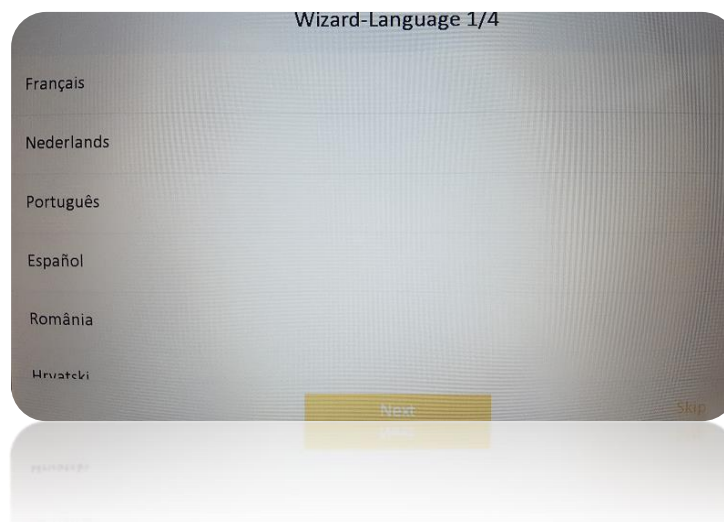 Wizard-Language 1/4
Français
Nederlands
Português
Español
România
Hrvatski
Next
Skip